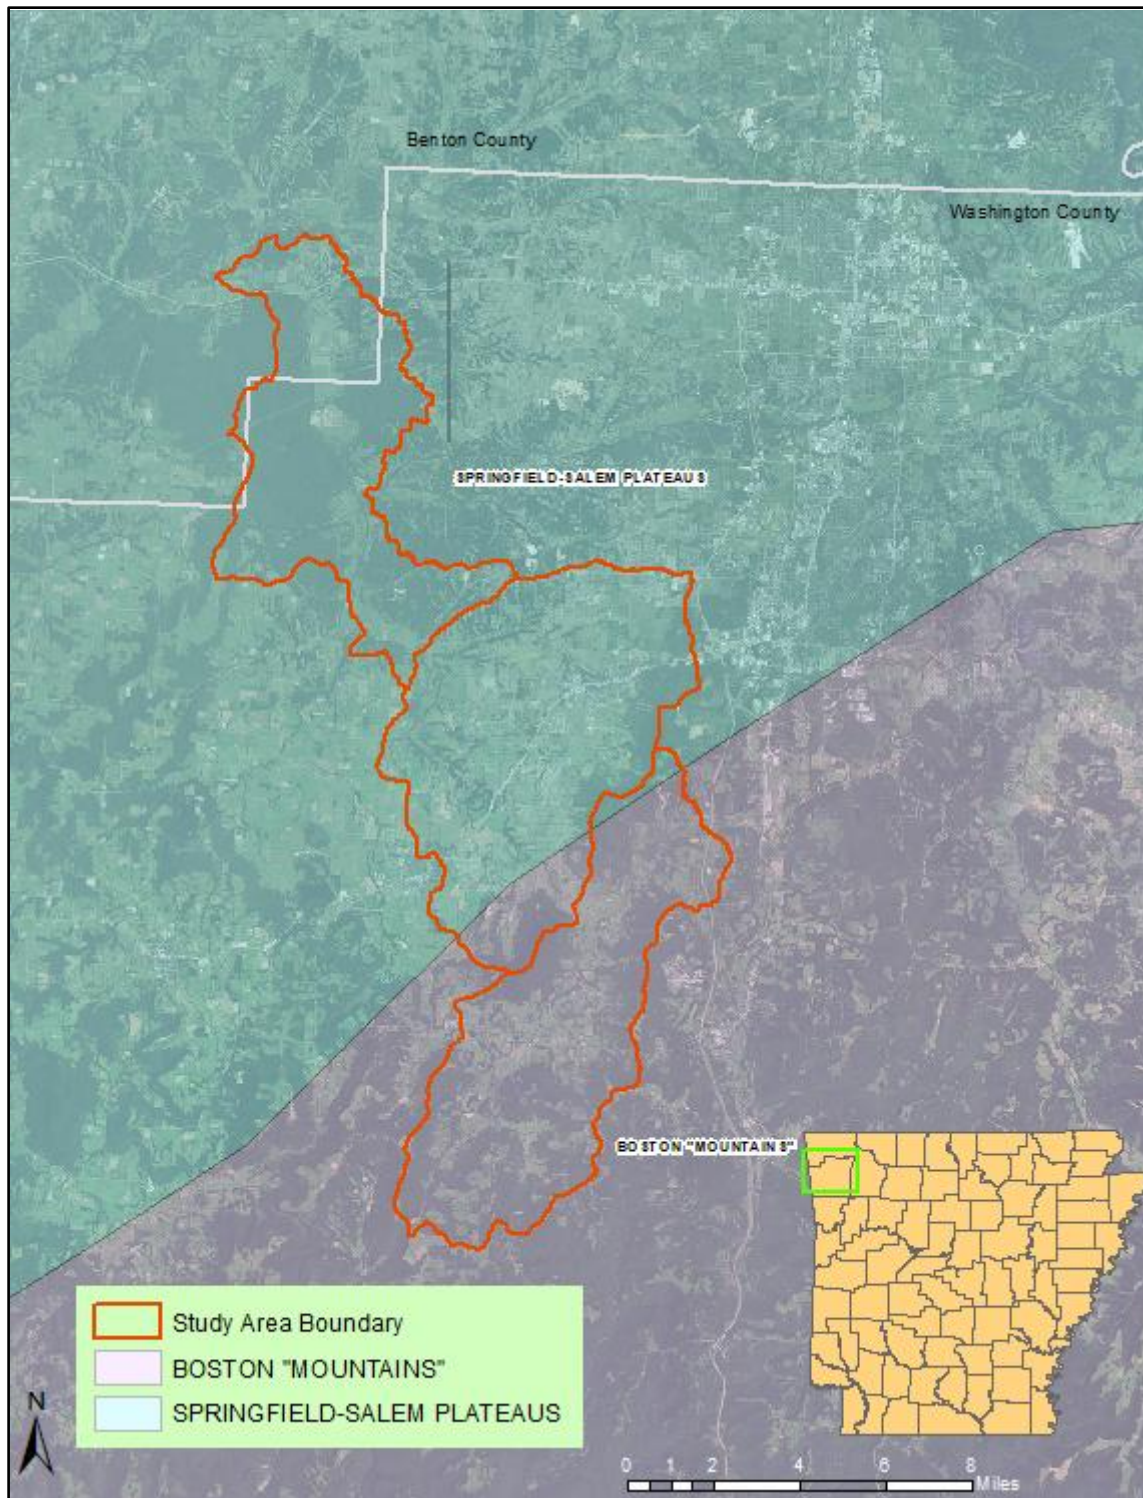 Benton County
Washington County
SPRINGFIELD-SALEM PLATEAUS
BOSTON "MOUNTAINS"
Study Area Boundary
BOSTON "MOUNTAINS"
SPRINGFIELD-SALEM PLATEAUS
N
0 1 2 4 6 8
Miles